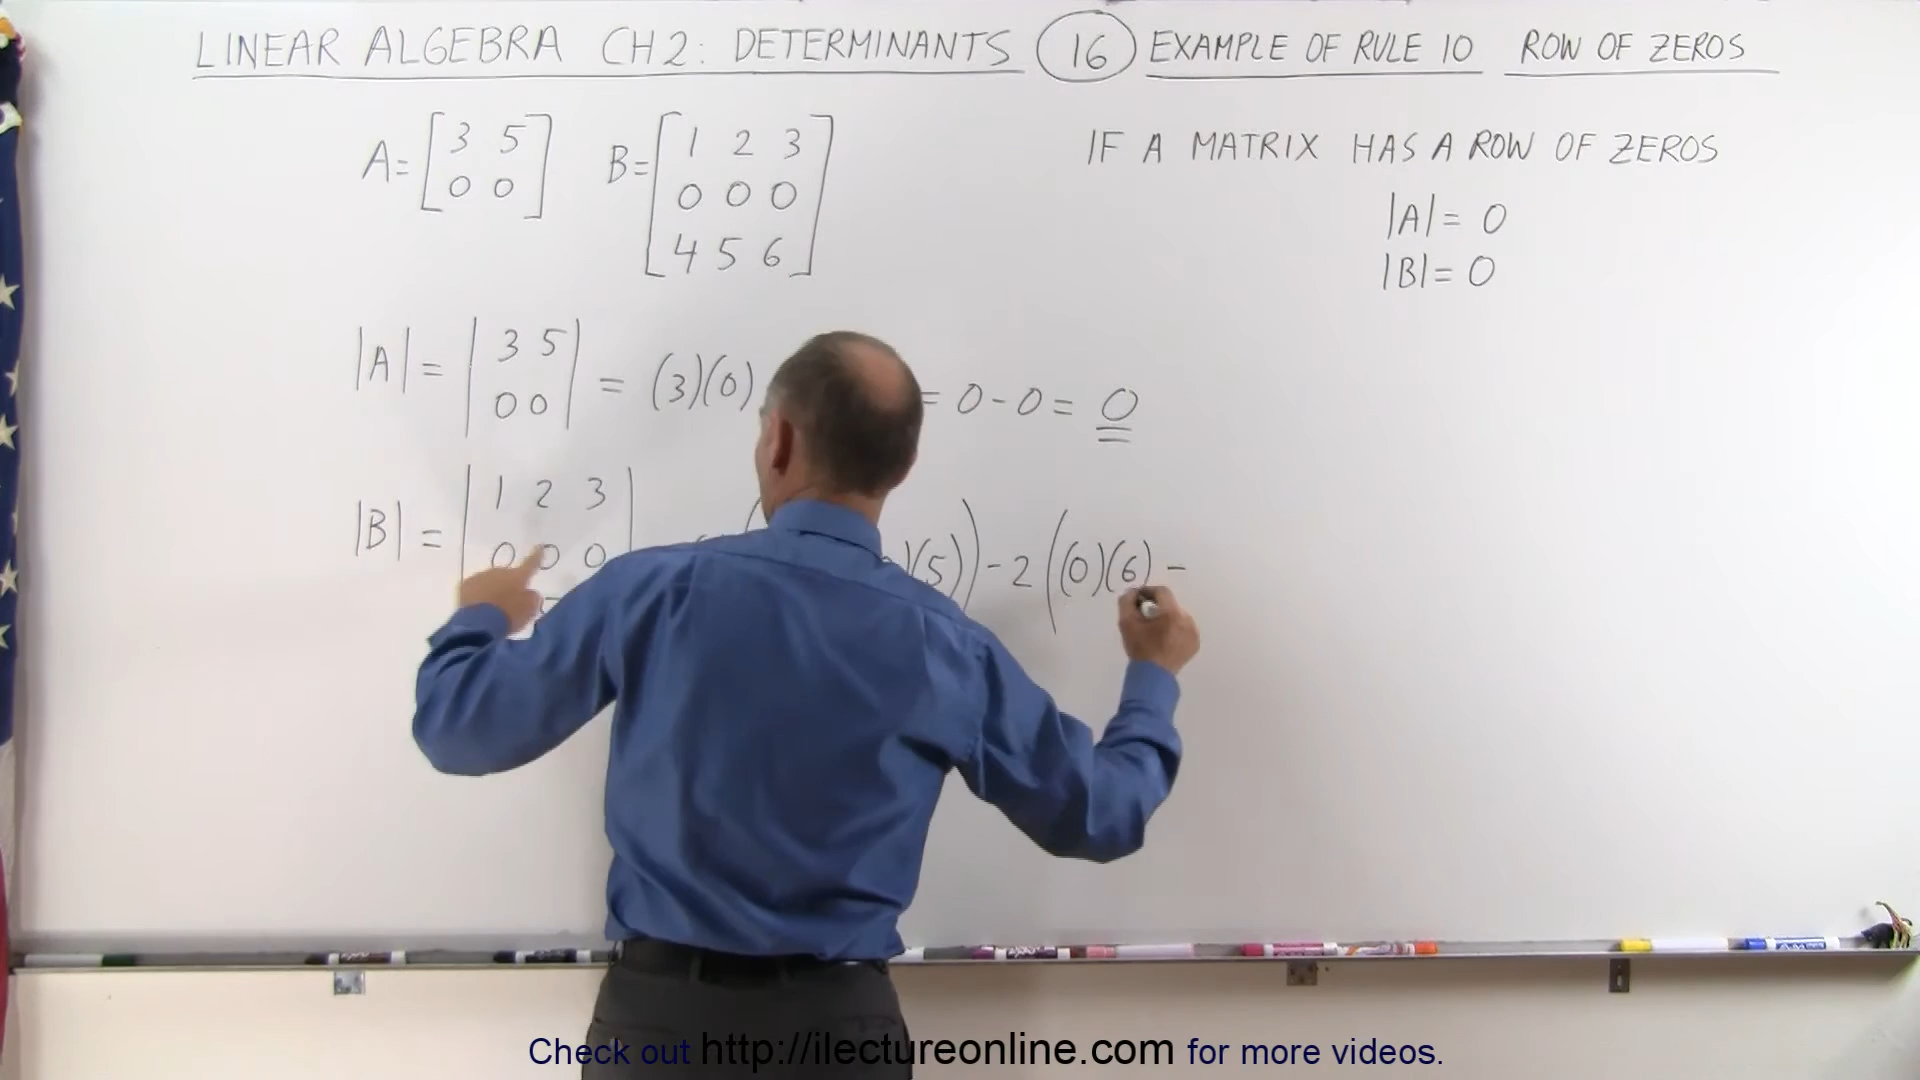 LINEAR ALGEBRA CH 2: DETERMINANTS 16 EXAMPLE OF RULE 10 ROW OF ZEROS
A = [ 3 5
0 0 ]
B = [ 1 2 3
0 0 0
4 5 6 ]
IF A MATRIX HAS A ROW OF ZEROS
|A| = 0
|B| = 0
|A| = | 3 5
0 0 | = (3)(0) = 0 - 0 = 0
|B| = | 1 2 3
0 0 0 | )(5)) - 2 ((0)(6) -
Check out http://ilectureonline.com for more videos.